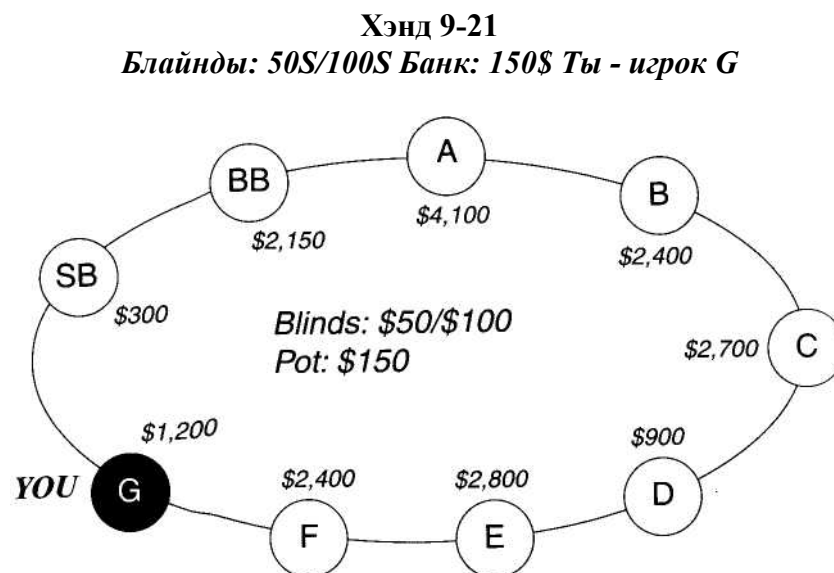 Хэнд 9-21
Блайнды: 50S/100S Банк: 150$ Ты - игрок G
A
BB
B
$4,100
$2,150
$2,400
SB
$300
Blinds: $50/$100
Pot: $150
$2,700
C
$1,200
$900
YOU
G
$2,400
$2,800
D
F
E